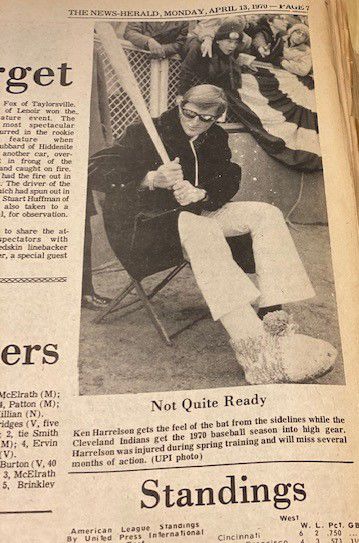 THE NEWS-HERALD, MONDAY, APRIL 13, 1970 — PAGE 7
rget
Fox of Taylorsville
of Lenoir won the
ature event. The
most spectacular
urred in the rookie
feature when
ubbard of Hiddenite
another car, over-
in frong of the
and caught on fire.
had the fire out in
. The driver of the
hich had spun out in
Stuart Huffman of
also taken to a
l, for observation.
to share the at-
spectators with
edskin linebacker
er, a special guest
ers
McElrath (M);
, Patton (M);
illian (N).
ridges (V, five
; 2, tie Smith
M); 4, Ervin
(V).
Burton (V, 40
3, McElrath
5, Brinkley
Not Quite Ready
Ken Harrelson gets the feel of the bat from the sidelines while the
Cleveland Indians get the 1970 baseball season into high gear.
Harrelson was injured during spring training and will miss several
months of action. (UPI photo)
Standings
American League Standings
By United Press International
West
W. L. Pct. GB
Cincinnati 6 2 .750